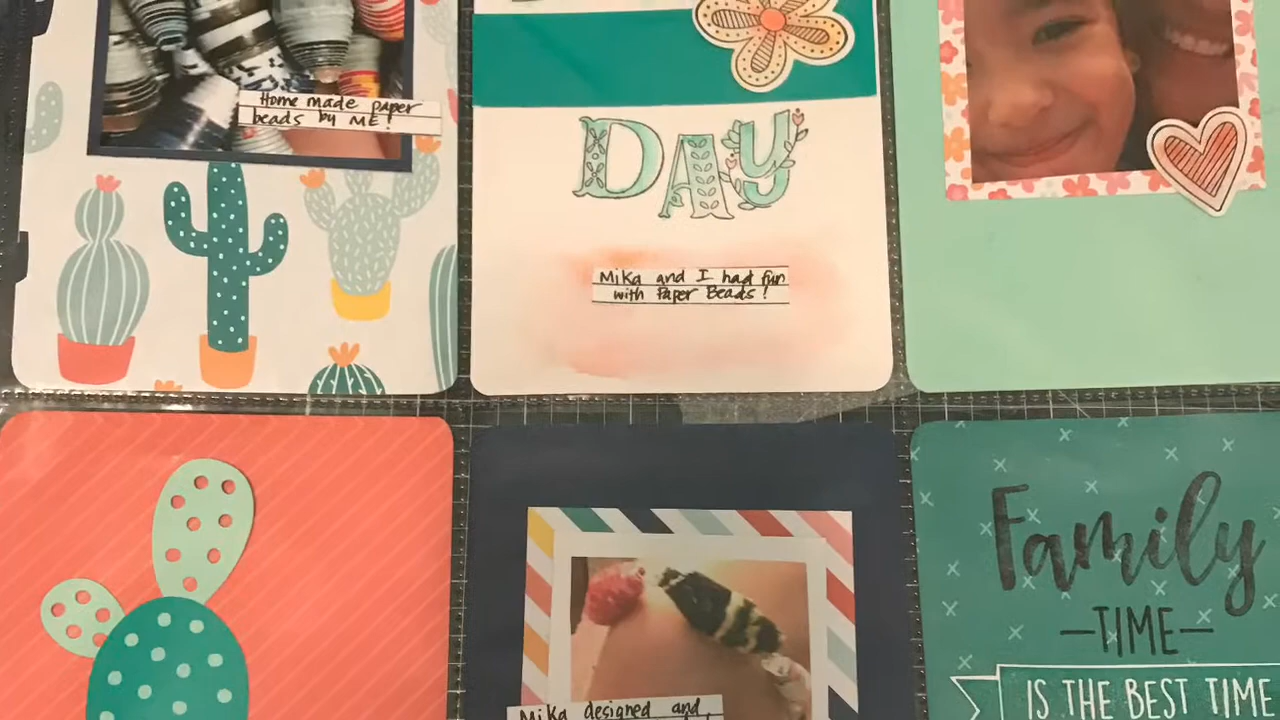 Home made paper
beads by ME!
DAY
Mika and I had fun
with Paper Beads!
Mika designed and
Family
-TIME-
IS THE BEST TIME